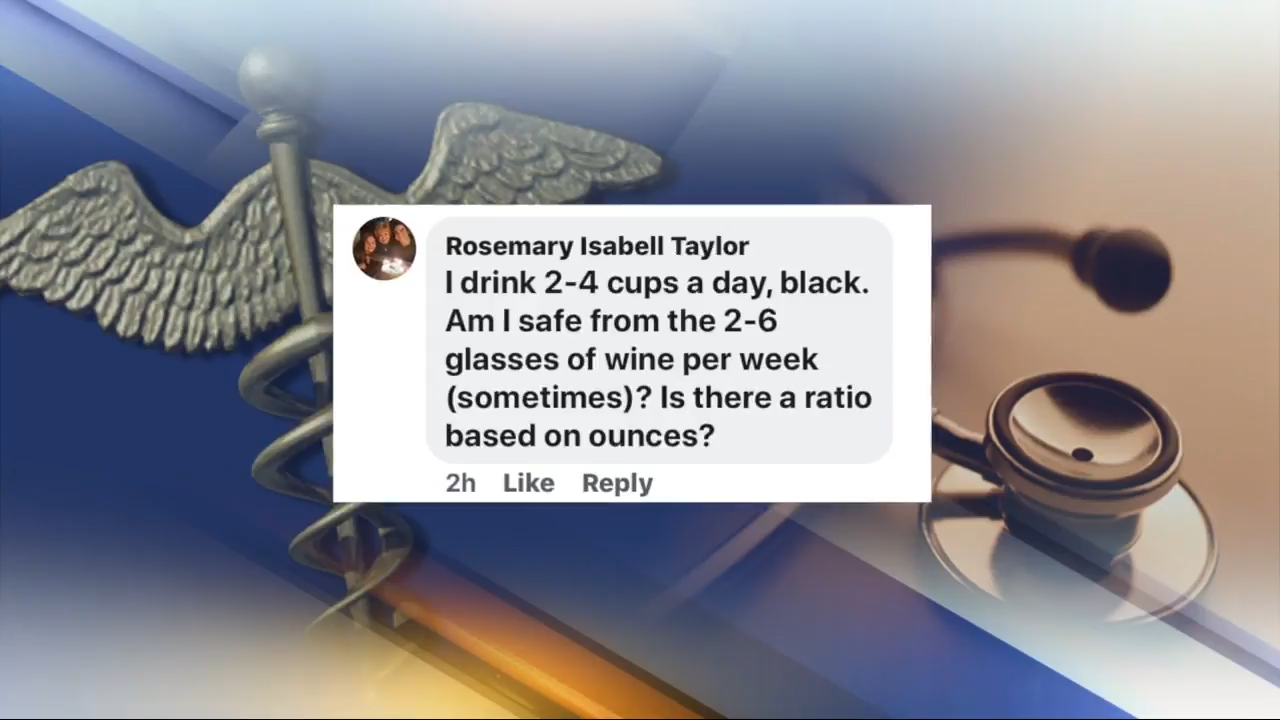 Rosemary Isabell Taylor
I drink 2-4 cups a day, black.
Am I safe from the 2-6
glasses of wine per week
(sometimes)? Is there a ratio
based on ounces?
2h Like Reply